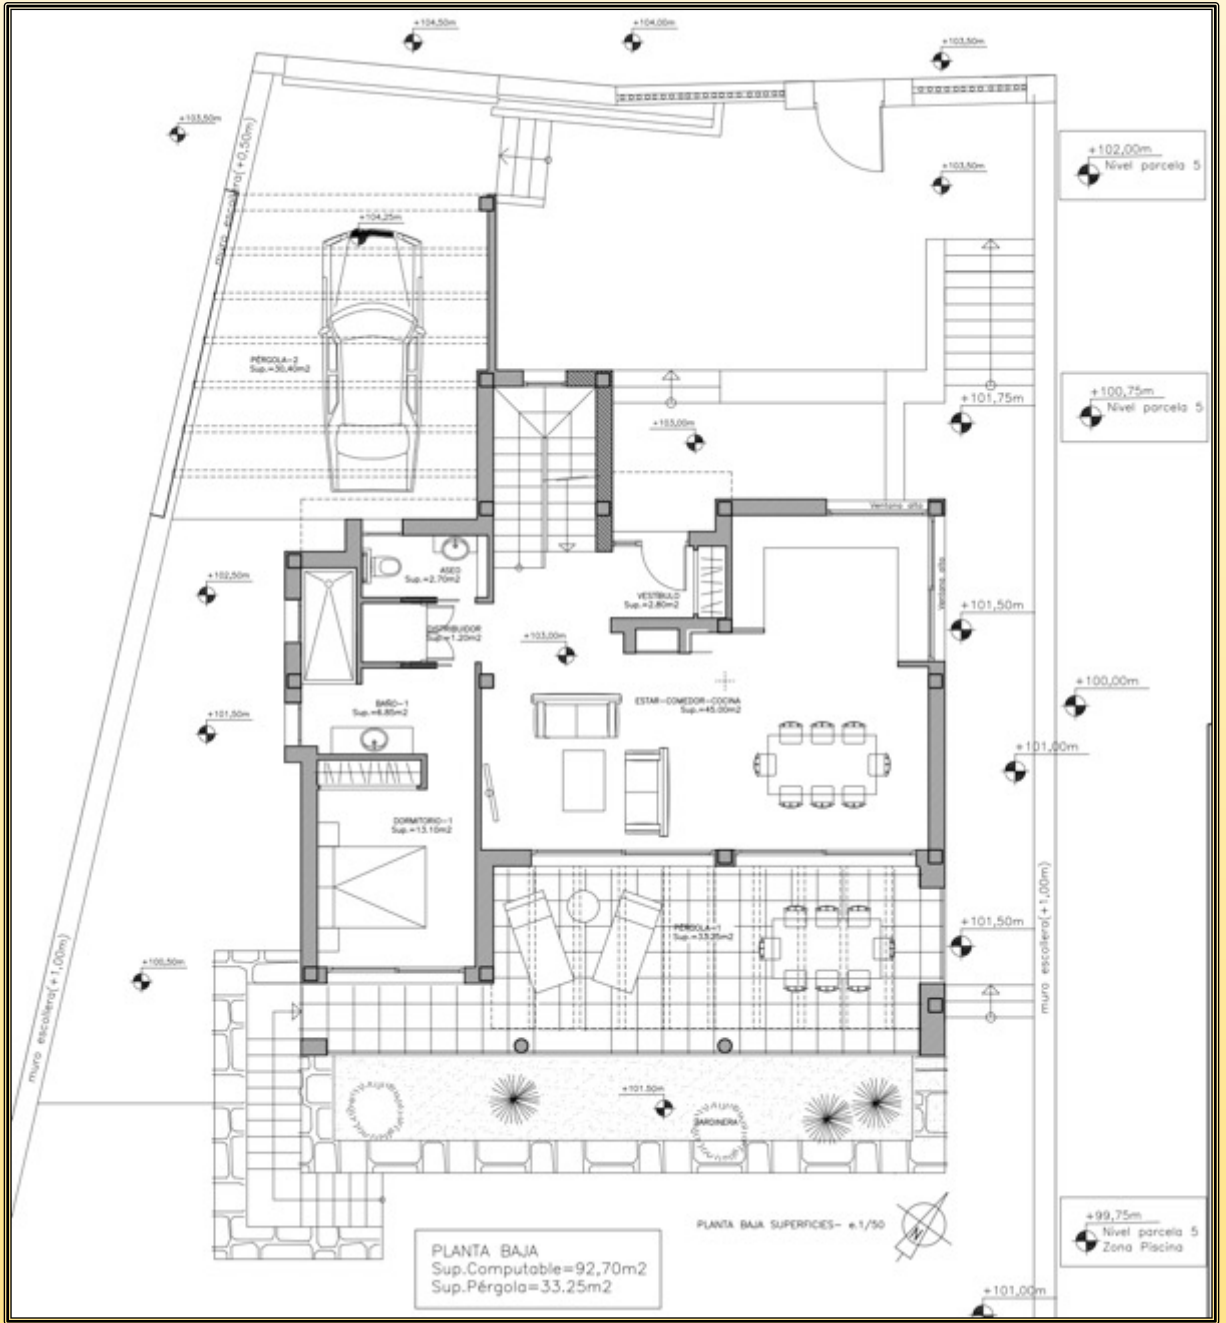 +104,50m
+104,00m
+103,50m
+103,50m
muro escollera(+0,50m)
+102,00m
Nivel parcela 5
+103,50m
+104,25m
PÉRGOLA-2
Sup.=30,40m2
+100,75m
Nivel parcela 5
+101,75m
+103,00m
Ventana alta
Ventana alta
ASEO
Sup.=2.70m2
+102,50m
VESTÍBULO
Sup.=2.80m2
+101,50m
DISTRIBUIDOR
Sup.=1.20m2
+103,00m
+100,00m
BAÑO-1
Sup.=6.85m2
ESTAR-COMEDOR-COCINA
Sup.=45.00m2
+101,50m
+101,00m
DORMITORIO-1
Sup.=13.10m2
muro escollera(+1,00m)
+101,50m
PÉRGOLA-1
Sup.=33.25m2
+100,50m
muro escollera(+1,00m)
+101.50m
JARDINERA
PLANTA BAJA SUPERFICIES- e.1/50
N
+99,75m
Nivel parcela 5
Zona Piscina
PLANTA BAJA
Sup.Computable=92,70m2
Sup.Pérgola=33.25m2
+101,00m